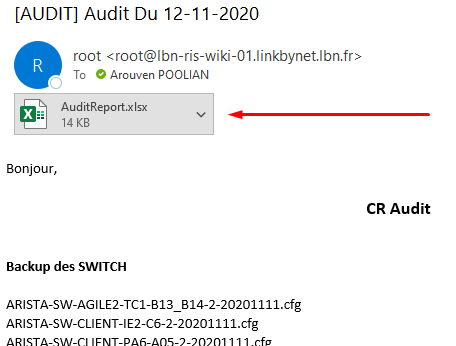 [AUDIT] Audit Du 12-11-2020
R
root <root@lbn-ris-wiki-01.linkbynet.lbn.fr>
To Arouven POOLIAN
AuditReport.xlsx
14 KB
Bonjour,
CR Audit
Backup des SWITCH
ARISTA-SW-AGILE2-TC1-B13_B14-2-20201111.cfg
ARISTA-SW-CLIENT-IE2-C6-2-20201111.cfg
ARISTA-SW-CLIENT-PA6-A05-2-20201111.cfg